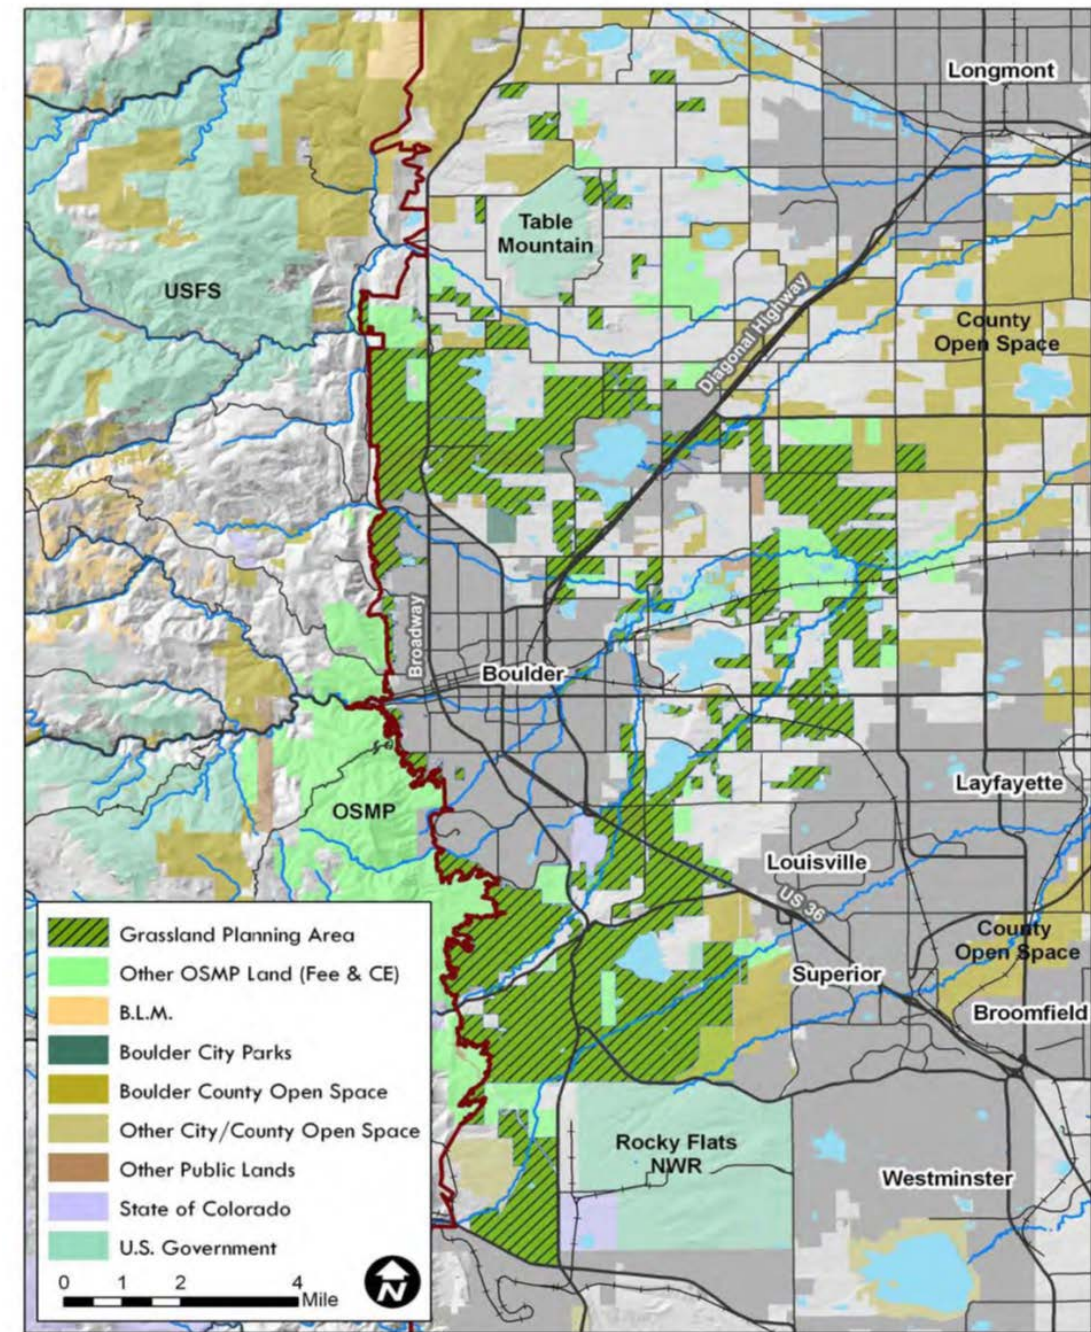 Longmont
Table
Mountain
USFS
Diagonal Highway
County
Open Space
Broadway
Boulder
OSMP
Layfayette
Louisville
US 36
County
Open Space
Superior
Broomfield
Rocky Flats
NWR
Westminster
Grassland Planning Area
Other OSMP Land (Fee & CE)
B.L.M.
Boulder City Parks
Boulder County Open Space
Other City/County Open Space
Other Public Lands
State of Colorado
U.S. Government
0 1 2 4
Mile
N